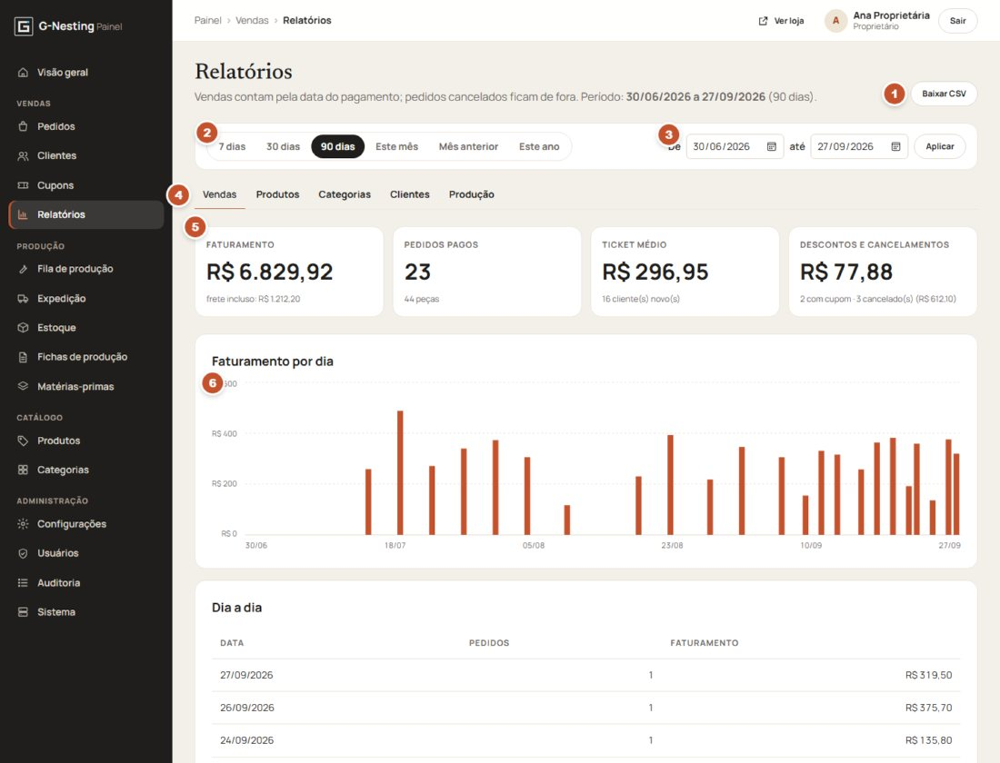 G-Nesting Painel
Visão geral
VENDAS
Pedidos
Clientes
Cupons
Relatórios
PRODUÇÃO
Fila de produção
Expedição
Estoque
Fichas de produção
Matérias-primas
CATÁLOGO
Produtos
Categorias
ADMINISTRAÇÃO
Configurações
Usuários
Auditoria
Sistema
Painel › Vendas › Relatórios
Ver loja
A
Ana Proprietária
Proprietário
Sair
Relatórios
Vendas contam pela data do pagamento; pedidos cancelados ficam de fora. Período: 30/06/2026 a 27/09/2026 (90 dias).
1
Baixar CSV
2
7 dias 30 dias 90 dias Este mês Mês anterior Este ano
3
De 30/06/2026 até 27/09/2026 Aplicar
4
Vendas Produtos Categorias Clientes Produção
5
FATURAMENTO
R$ 6.829,92
frete incluso: R$ 1.212,20
PEDIDOS PAGOS
23
44 peças
TICKET MÉDIO
R$ 296,95
16 cliente(s) novo(s)
DESCONTOS E CANCELAMENTOS
R$ 77,88
2 com cupom · 3 cancelado(s) (R$ 612,10)
Faturamento por dia
6
R$ 400
R$ 200
R$ 0
30/06 18/07 05/08 23/08 10/09 27/09
Dia a dia
DATA PEDIDOS FATURAMENTO
27/09/2026 1 R$ 319,50
26/09/2026 1 R$ 375,70
24/09/2026 1 R$ 135,80